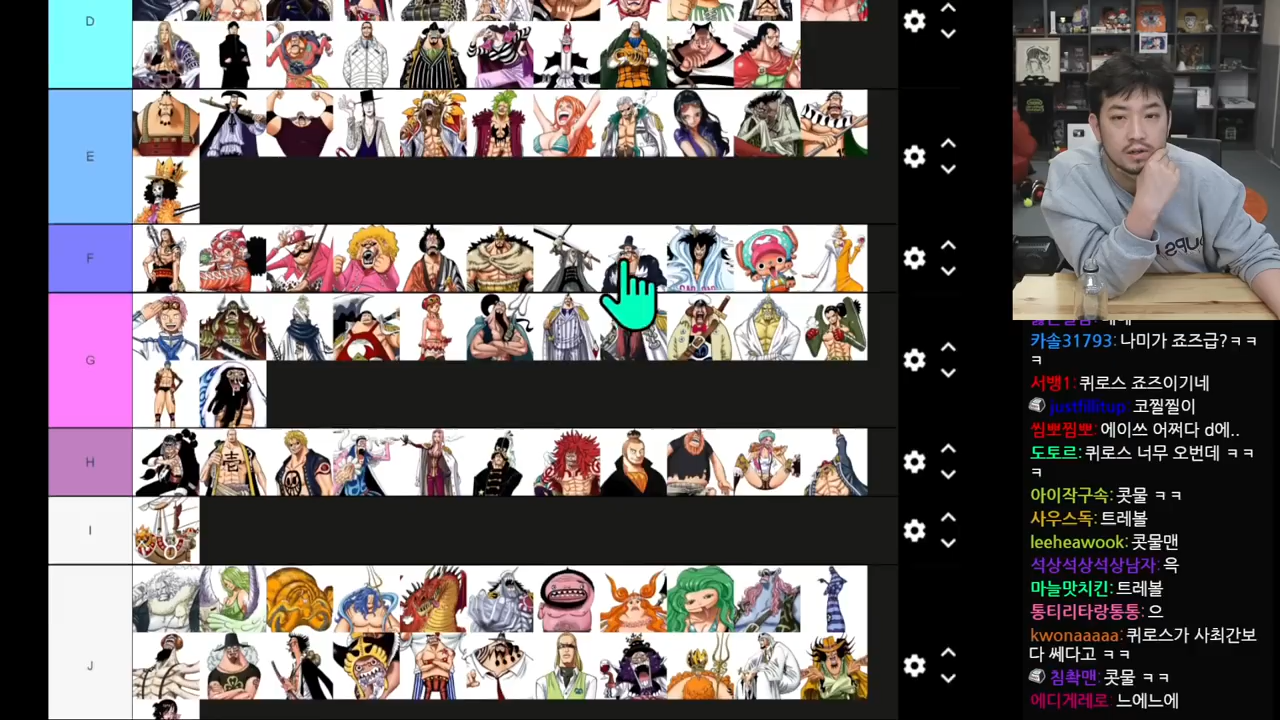 D
E
F
G
H
I
J
카솔31793: 나미가 죠즈급?ㅋㅋ
ㅋ
서뱅1: 퀴로스 죠즈이기네
justfillitup: 코찔찔이
씸뽀찜뽀: 에이쓰 어쩌다 d에..
도토르: 퀴로스 너무 오번데 ㅋㅋ
ㅋ
아이작구속: 콧물 ㅋㅋ
사우스독: 트레볼
leeheawook: 콧물맨
석상석상석상남자: 윽
마늘맛치킨: 트레볼
통티리타랑통통: 으
kwonaaaaa: 퀴로스가 사최간보
다 쎄다고 ㅋㅋ
침촥맨: 콧물 ㅋㅋ
에디게레로: 느에느에